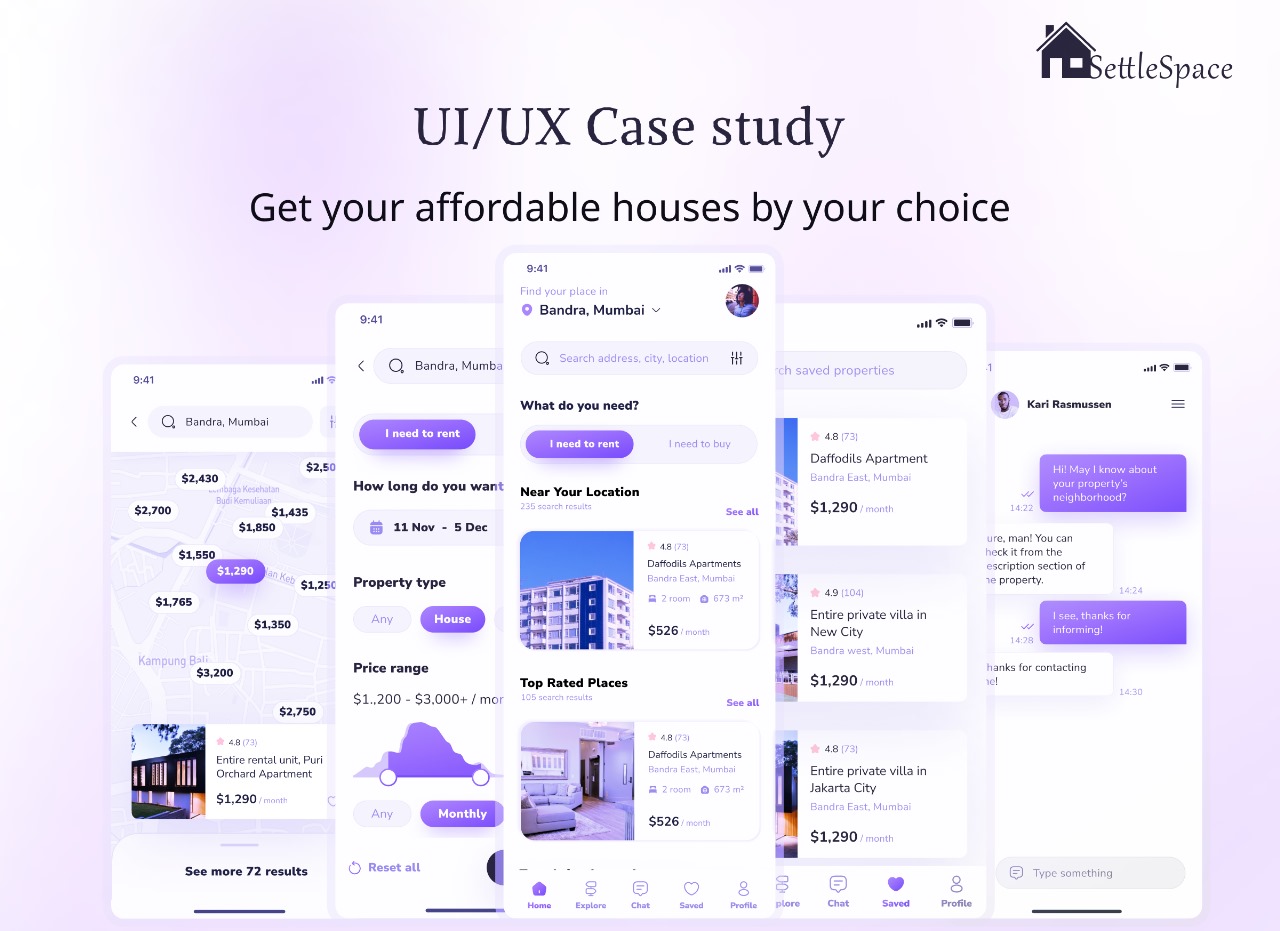 SettleSpace
UI/UX Case study
Get your affordable houses by your choice
9:41
Bandra, Mumbai
$2,430
$2,50
Lembaga Kesehatan
Budi Kemuliaan
$2,700
$1,435
$1,850
$1,550
$1,290
$1,250
$1,765
$1,350
Kampung Bali
$3,200
$2,750
4.8 (73)
Entire rental unit, Puri
Orchard Apartment
$1,290 / month
See more 72 results
9:41
Bandra, Mumba
I need to rent
How long do you want
11 Nov - 5 Dec
Property type
Any
House
Price range
$1.,200 - $3,000+ / mor
Any
Monthly
Reset all
9:41
Find your place in
Bandra, Mumbai
Search address, city, location
What do you need?
I need to rent
I need to buy
Near Your Location
235 search results
See all
4.8 (73)
Daffodils Apartments
Bandra East, Mumbai
2 room
673 m²
$526 / month
Top Rated Places
105 search results
See all
4.8 (73)
Daffodils Apartments
Bandra East, Mumbai
2 room
673 m²
$526 / month
Home
Explore
Chat
Saved
Profile
rch saved properties
4.8 (73)
Daffodils Apartment
Bandra East, Mumbai
$1,290 / month
4.9 (104)
Entire private villa in
New City
Bandra west, Mumbai
$1,290 / month
4.8 (73)
Entire private villa in
Jakarta City
Bandra East, Mumbai
$1,290 / month
plore
Chat
Saved
Profile
Kari Rasmussen
Hi! May I know about
your property's
neighborhood?
14:22
ure, man! You can
heck it from the
escription section of
he property.
14:24
I see, thanks for
informing!
14:28
hanks for contacting
me!
14:30
Type something